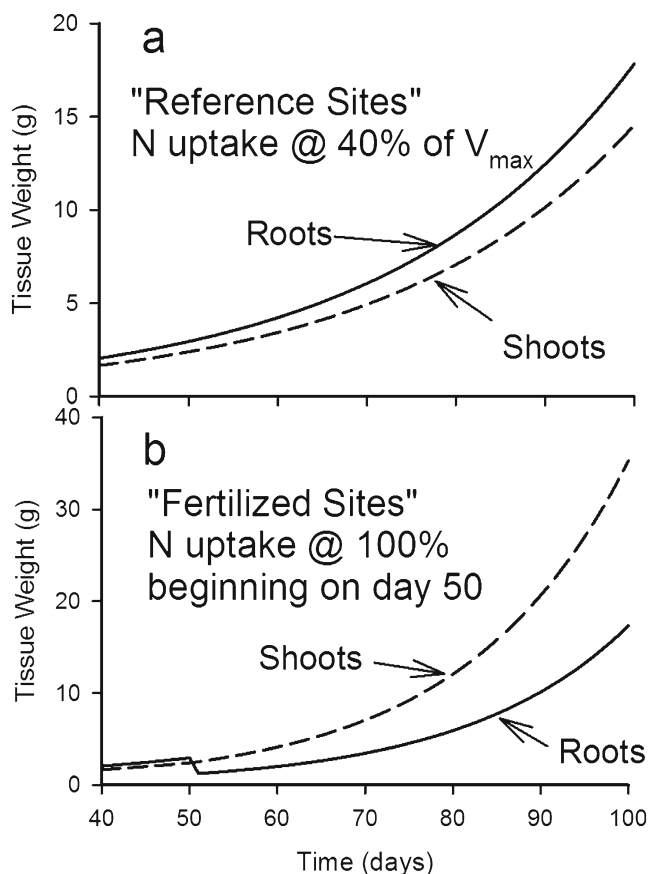 20
a
"Reference Sites"
N uptake @ 40% of Vmax
15
Tissue Weight (g)
10
Roots
5
Shoots
0
40
b
"Fertilized Sites"
30
N uptake @ 100%
beginning on day 50
Tissue Weight (g)
20
Shoots
10
Roots
0
40 50 60 70 80 90 100
Time (days)